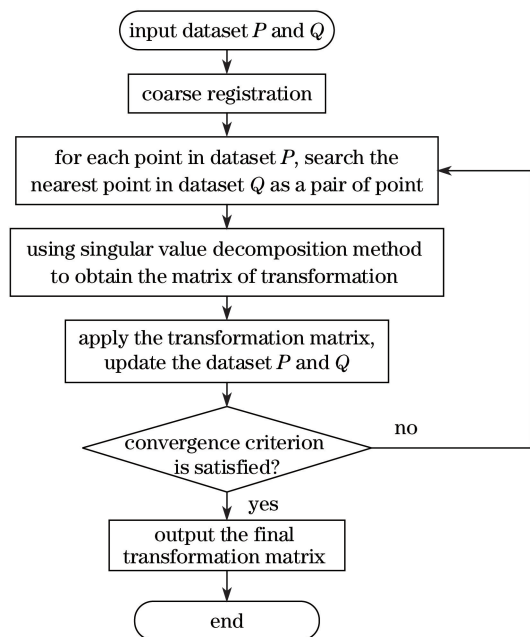 input dataset P and Q
coarse registration
for each point in dataset P, search the
nearest point in dataset Q as a pair of point
using singular value decomposition method
to obtain the matrix of transformation
apply the transformation matrix,
update the dataset P and Q
convergence criterion
is satisfied?
no
yes
output the final
transformation matrix
end